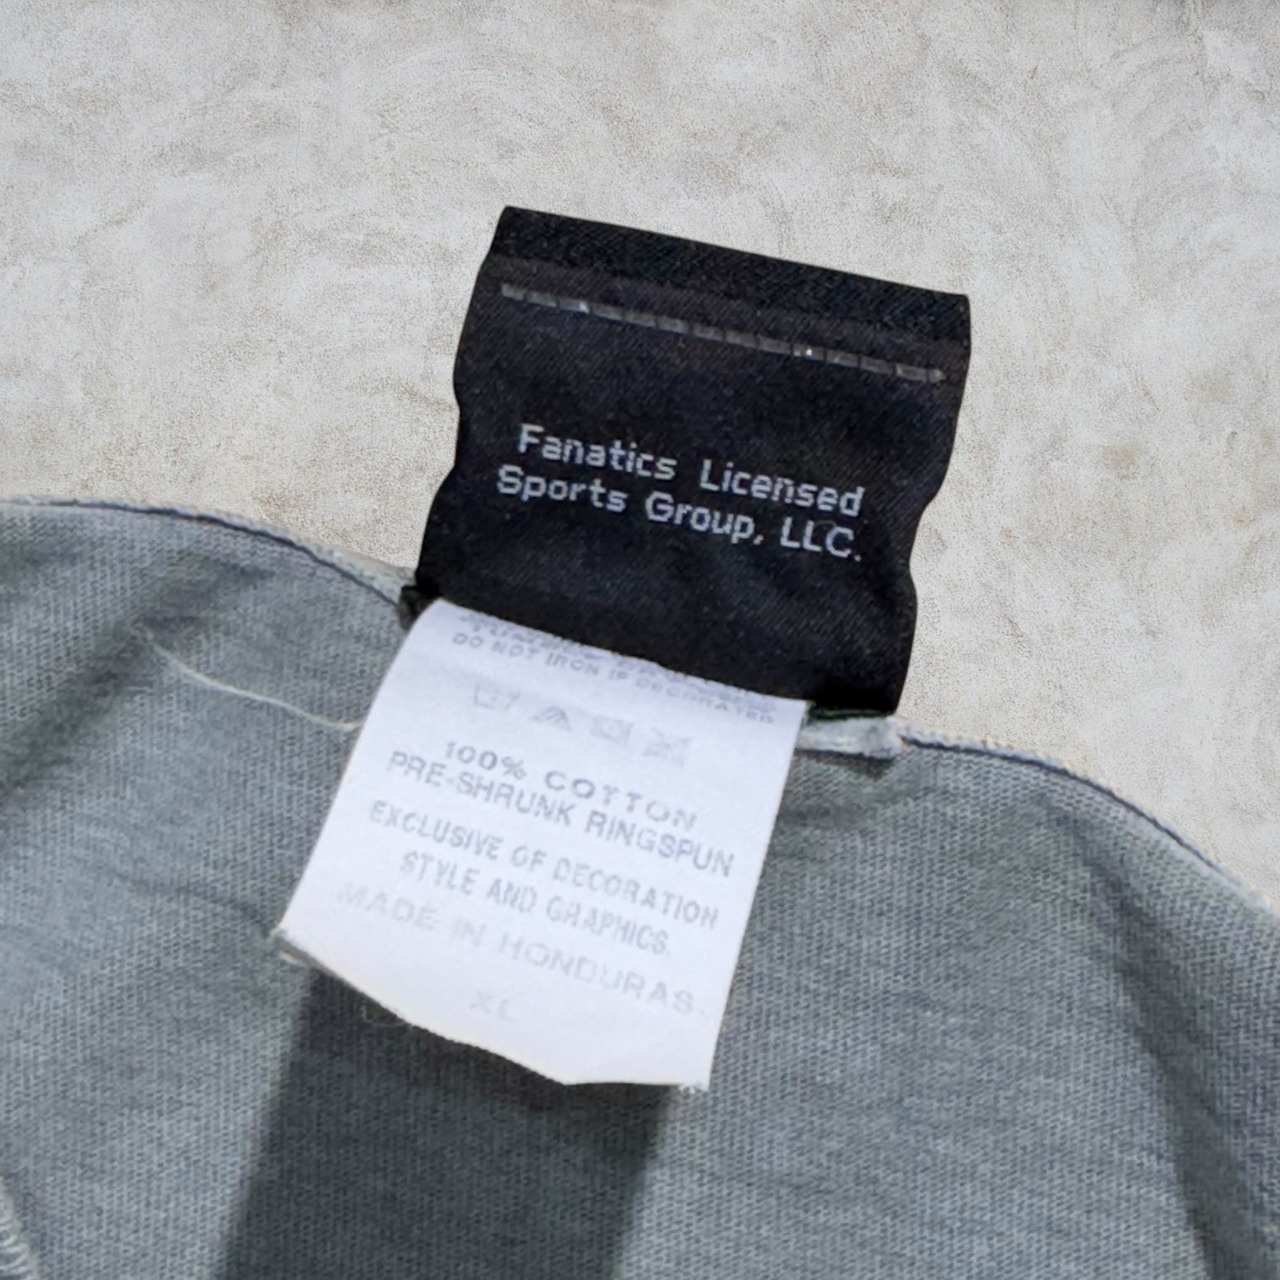 Fanatics Licensed
Sports Group, LLC.
DO NOT IRON IF DECORATED
100% COTTON
PRE-SHRUNK RINGSPUN
EXCLUSIVE OF DECORATION
STYLE AND GRAPHICS.
MADE IN HONDURAS.
XL